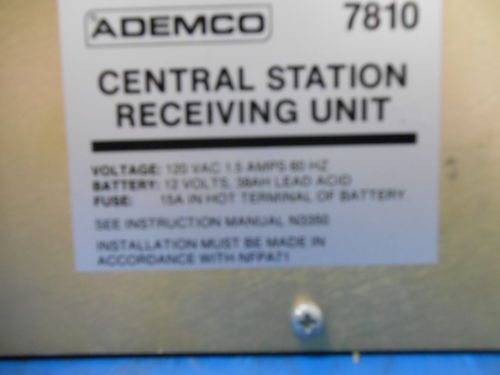 ADEMCO 7810
CENTRAL STATION
RECEIVING UNIT
VOLTAGE: 120 VAC 1.5 AMPS 60 HZ
BATTERY: 12 VOLTS, 38AH LEAD ACID
FUSE: 15A IN HOT TERMINAL OF BATTERY
SEE INSTRUCTION MANUAL N3350
INSTALLATION MUST BE MADE IN
ACCORDANCE WITH NFPA71